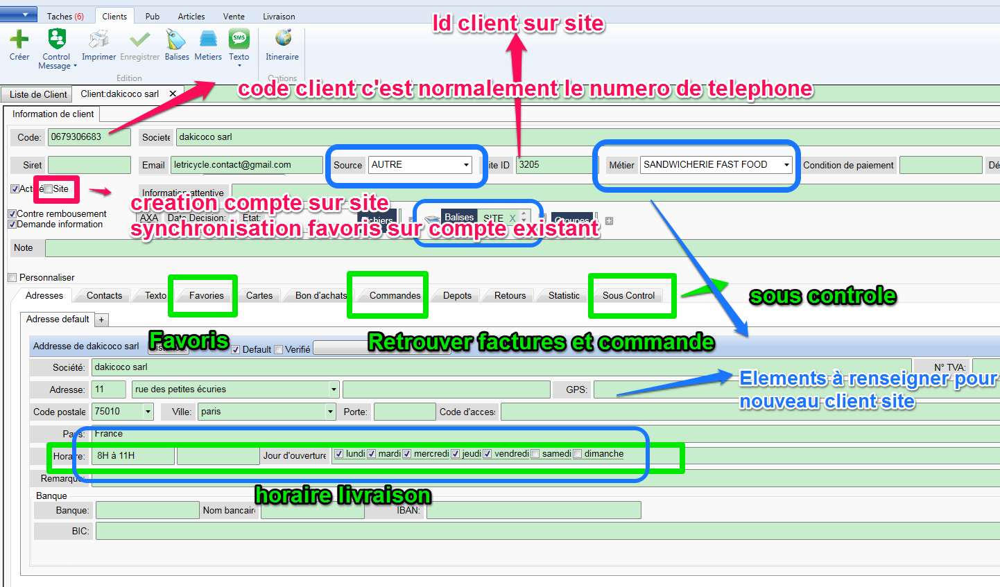 Taches (6) Clients Pub Articles Vente Livraison
Id client sur site
Créer Control Message Imprimer Enregistrer Balises Metiers SMS Texto Itineraire
Edition Options
code client c'est normalement le numero de telephone
Liste de Client Client:dakicoco sarl ✕
Information de client
Code: 0679306683 Societe dakicoco sarl
Siret Email letricycle.contact@gmail.com Source AUTRE ite ID 3205 Métier SANDWICHERIE FAST FOOD Condition de paiement Dé
Site Information attentive
creation compte sur site
Contre rembousement AXA Date Decision: Etat: Fichiers Balises SITE X Groupes
Demande information
synchronisation favoris sur compte existant
Note
Personnaliser
Adresses Contacts Texto Favories Cartes Bon d'achats Commandes Depots Retours Statistic Sous Control
sous controle
Adresse default +
Favoris Retrouver factures et commande
Addresse de dakicoco sarl Default Verifié
Société: dakicoco sarl N° TVA:
Adresse: 11 rue des petites écuries GPS:
Elements à renseigner pour
nouveau client site
Code postale 75010 Ville: paris Porte: Code d'access
Pays: France
Horaire: 8H à 11H Jour d'ouverture lundi mardi mercredi jeudi vendredi samedi dimanche
Remarque:
horaire livraison
Banque
Banque: Nom bancaire IBAN:
BIC: